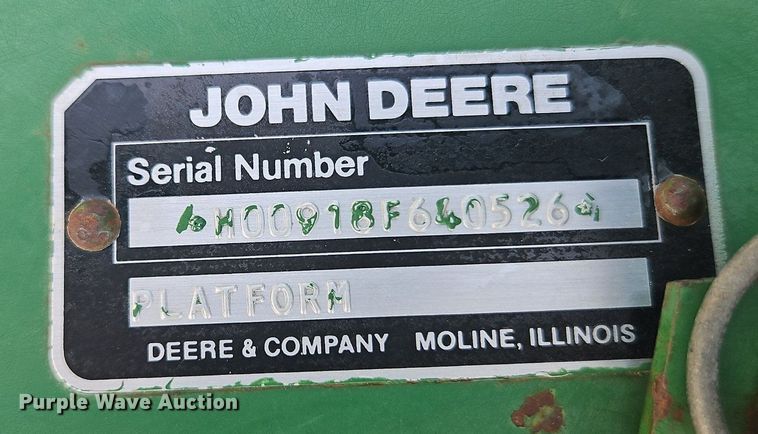 JOHN DEERE
Serial Number
*H00918F640526*
PLATFORM
DEERE & COMPANY MOLINE, ILLINOIS
Purple Wave Auction